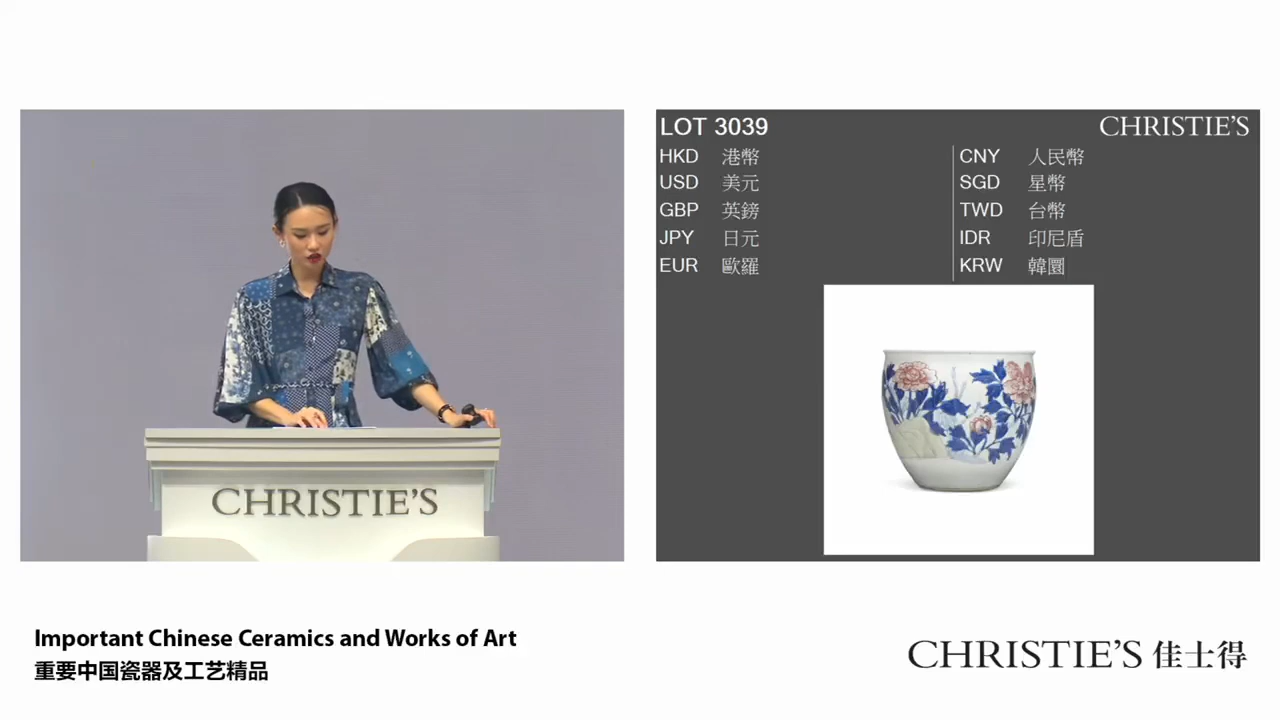 LOT 3039
CHRISTIE'S
HKD 港幣
USD 美元
GBP 英鎊
JPY 日元
EUR 歐羅
CNY 人民幣
SGD 星幣
TWD 台幣
IDR 印尼盾
KRW 韓圜
CHRISTIE'S
Important Chinese Ceramics and Works of Art
重要中国瓷器及工艺精品
CHRISTIE'S 佳士得